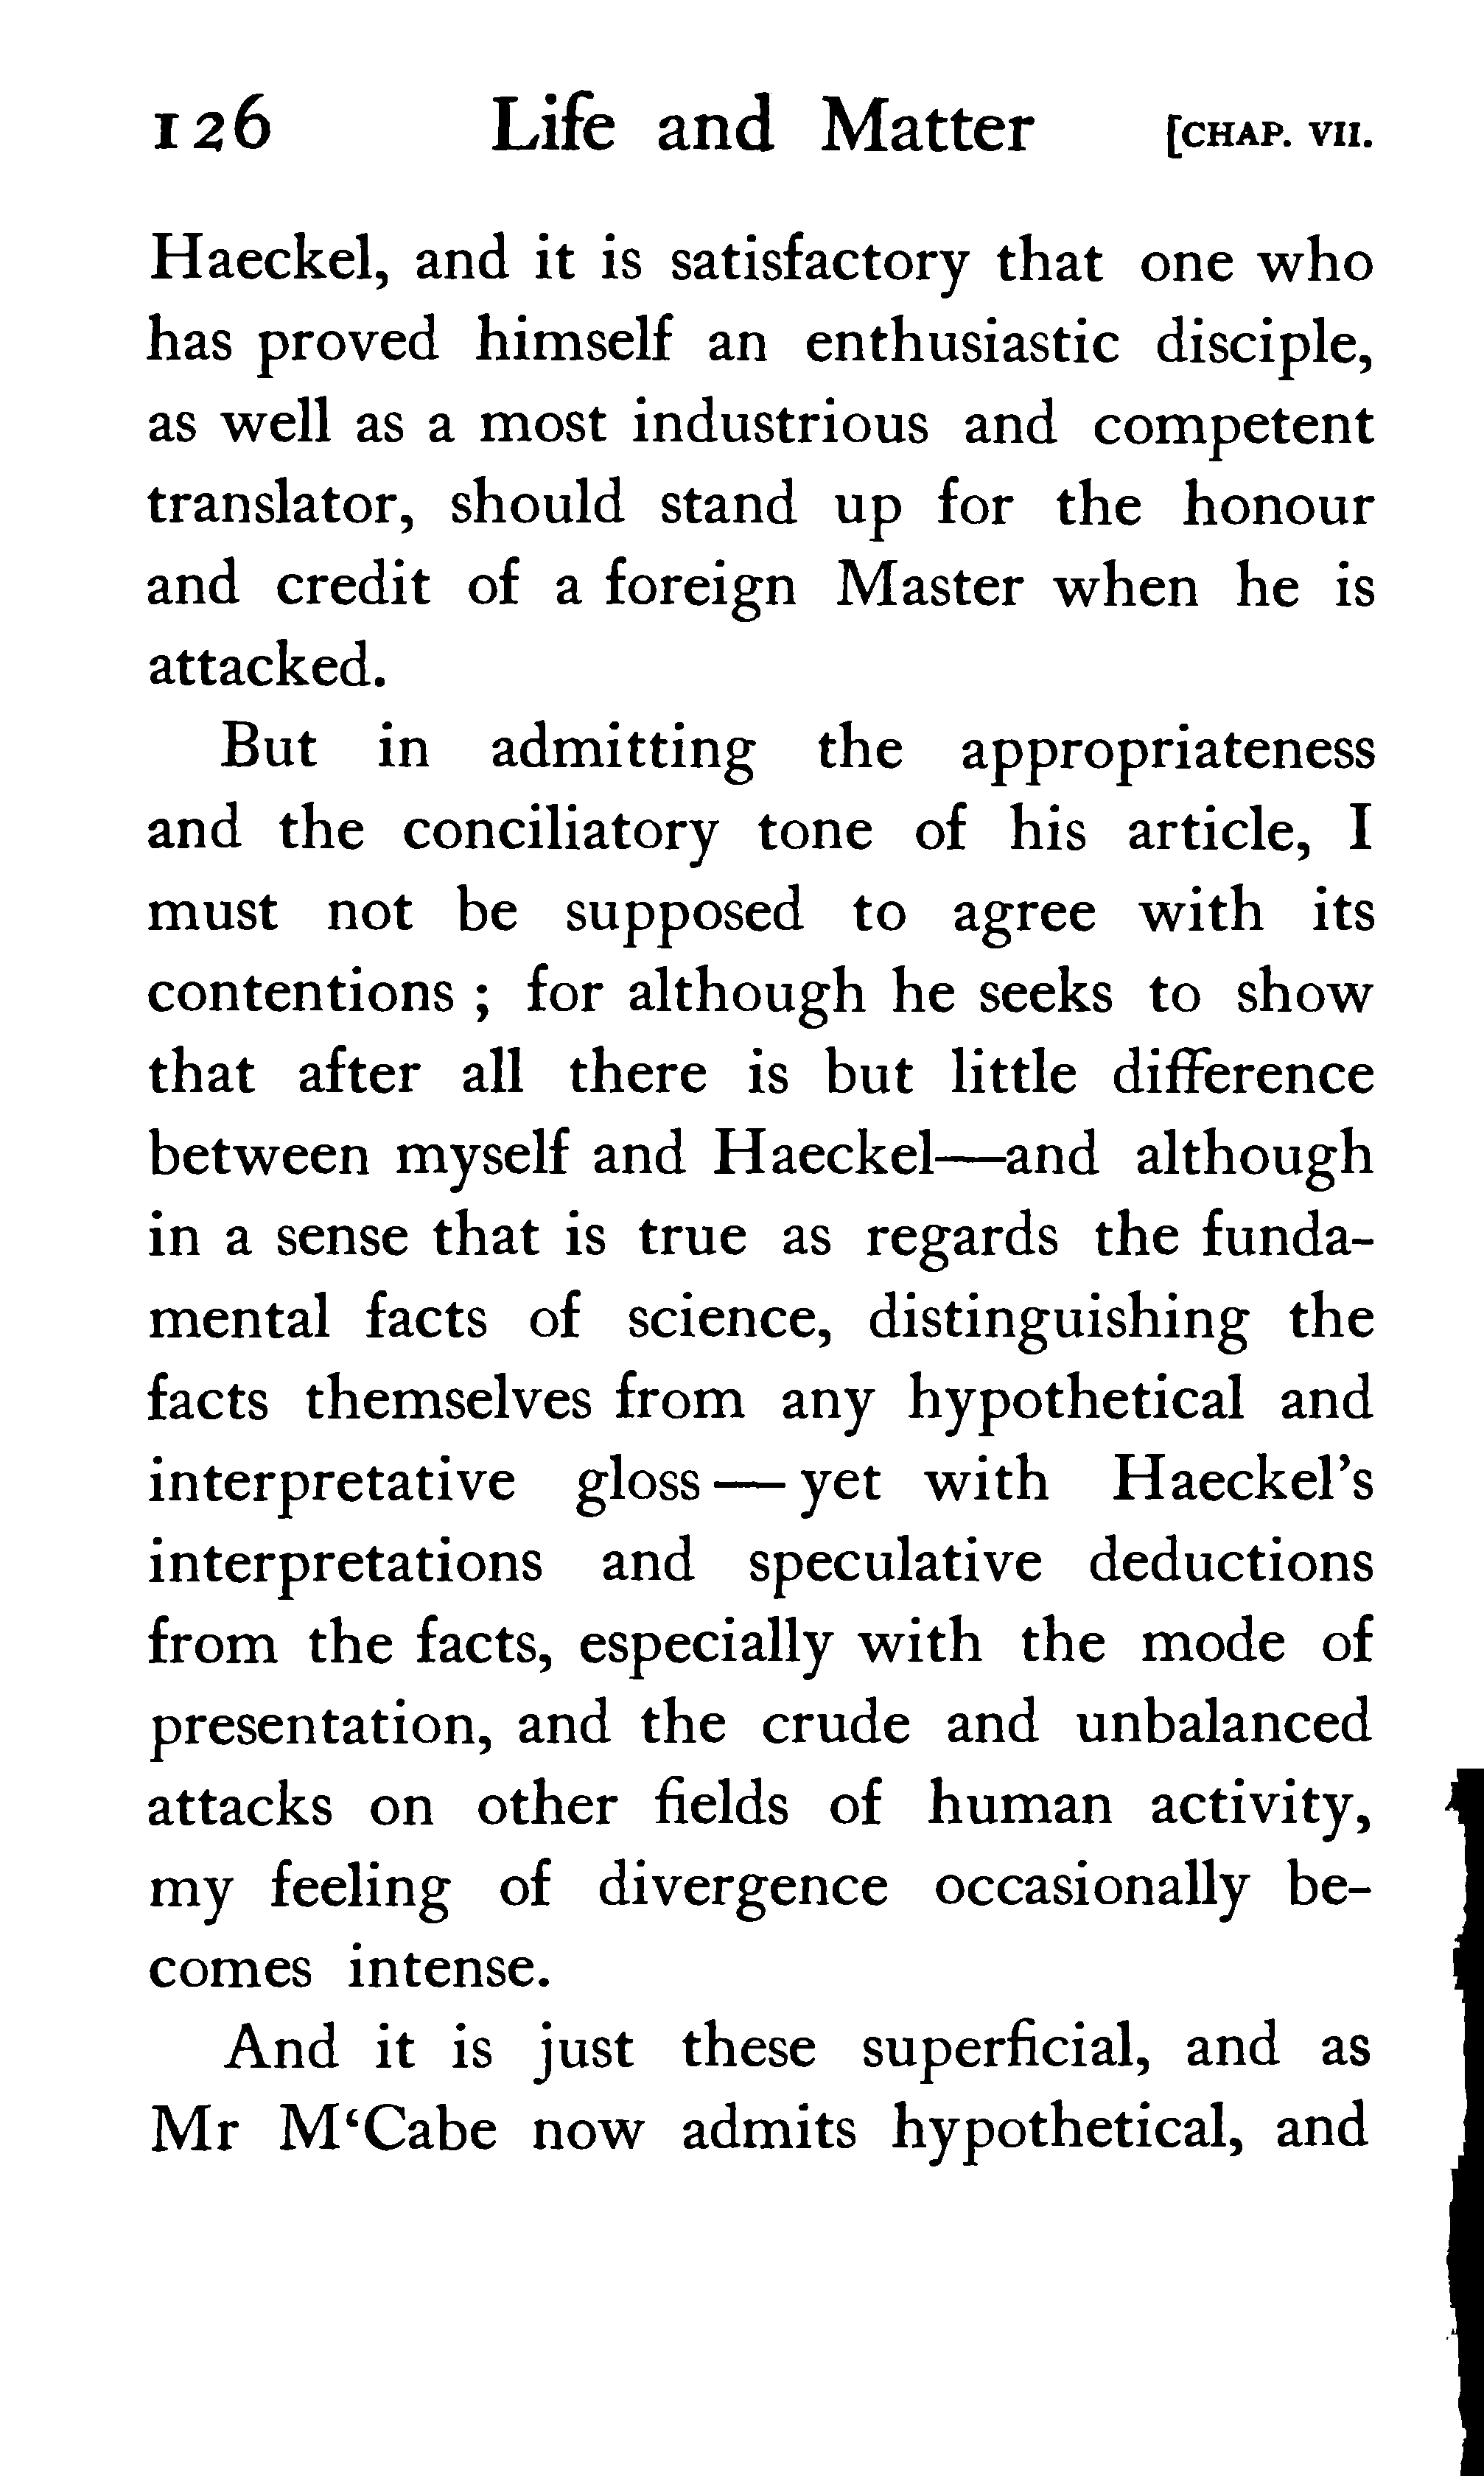 126 Life and Matter [CHAP. VII.
Haeckel, and it is satisfactory that one who
has proved himself an enthusiastic disciple,
as well as a most industrious and competent
translator, should stand up for the honour
and credit of a foreign Master when he is
attacked.
But in admitting the appropriateness
and the conciliatory tone of his article, I
must not be supposed to agree with its
contentions ; for although he seeks to show
that after all there is but little difference
between myself and Haeckel—and although
in a sense that is true as regards the funda-
mental facts of science, distinguishing the
facts themselves from any hypothetical and
interpretative gloss — yet with Haeckel's
interpretations and speculative deductions
from the facts, especially with the mode of
presentation, and the crude and unbalanced
attacks on other fields of human activity,
my feeling of divergence occasionally be-
comes intense.
And it is just these superficial, and as
Mr M‘Cabe now admits hypothetical, and